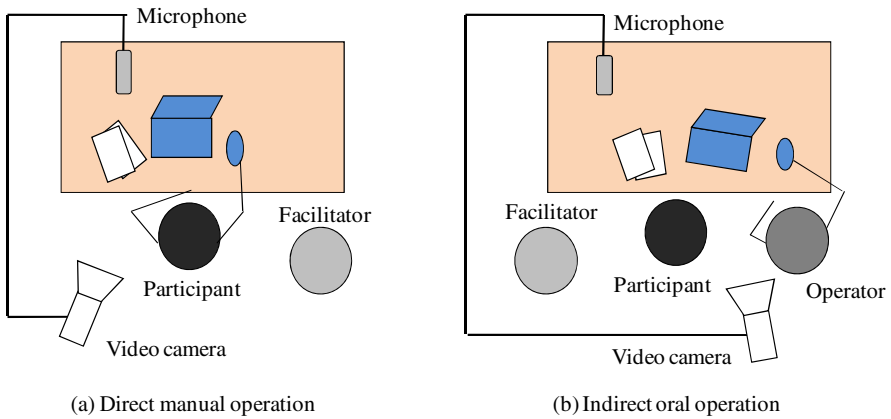 Microphone
Facilitator
Participant
Video camera
(a) Direct manual operation
Microphone
Facilitator
Participant
Operator
Video camera
(b) Indirect oral operation